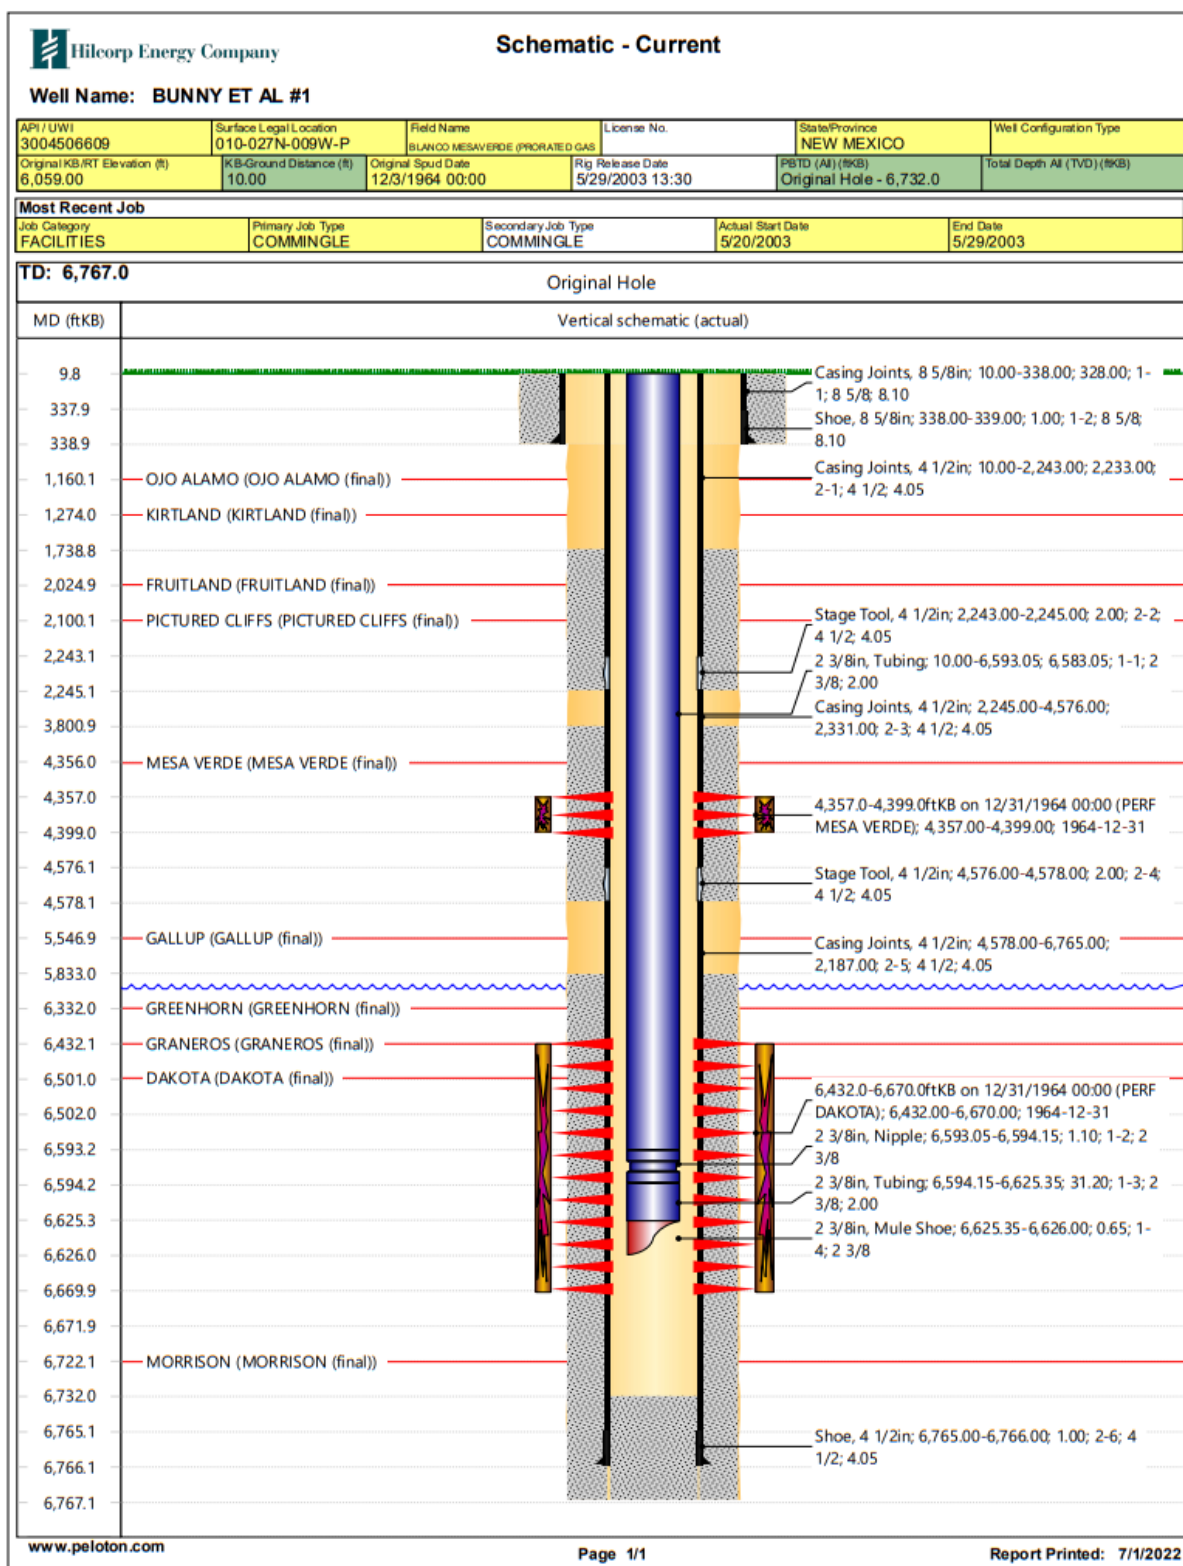 Hilcorp Energy Company
Schematic - Current
Well Name: BUNNY ET AL #1
API / UWI
3004506609
Surface Legal Location
010-027N-009W-P
Field Name
BLANCO MESAVERDE (PRORATED GAS
License No.
State/Province
NEW MEXICO
Well Configuration Type
Original KB/RT Elevation (ft)
6,059.00
KB-Ground Distance (ft)
10.00
Original Spud Date
12/3/1964 00:00
Rig Release Date
5/29/2003 13:30
PBTD (All) (ftKB)
Original Hole - 6,732.0
Total Depth All (TVD) (ftKB)
Most Recent Job
Job Category
FACILITIES
Primary Job Type
COMMINGLE
Secondary Job Type
COMMINGLE
Actual Start Date
5/20/2003
End Date
5/29/2003
TD: 6,767.0
Original Hole
MD (ftKB)
Vertical schematic (actual)
9.8
337.9
338.9
1,160.1
1,274.0
1,738.8
2,024.9
2,100.1
2,243.1
2,245.1
3,800.9
4,356.0
4,357.0
4,399.0
4,576.1
4,578.1
5,546.9
5,833.0
6,332.0
6,432.1
6,501.0
6,502.0
6,593.2
6,594.2
6,625.3
6,626.0
6,669.9
6,671.9
6,722.1
6,732.0
6,765.1
6,766.1
6,767.1
OJO ALAMO (OJO ALAMO (final))
KIRTLAND (KIRTLAND (final))
FRUITLAND (FRUITLAND (final))
PICTURED CLIFFS (PICTURED CLIFFS (final))
MESA VERDE (MESA VERDE (final))
GALLUP (GALLUP (final))
GREENHORN (GREENHORN (final))
GRANEROS (GRANEROS (final))
DAKOTA (DAKOTA (final))
MORRISON (MORRISON (final))
Casing Joints, 8 5/8in; 10.00-338.00; 328.00; 1-
1; 8 5/8; 8.10
Shoe, 8 5/8in; 338.00-339.00; 1.00; 1-2; 8 5/8;
8.10
Casing Joints, 4 1/2in; 10.00-2,243.00; 2,233.00;
2-1; 4 1/2; 4.05
Stage Tool, 4 1/2in; 2,243.00-2,245.00; 2.00; 2-2;
4 1/2; 4.05
2 3/8in, Tubing; 10.00-6,593.05; 6,583.05; 1-1; 2
3/8; 2.00
Casing Joints, 4 1/2in; 2,245.00-4,576.00;
2,331.00; 2-3; 4 1/2; 4.05
4,357.0-4,399.0ftKB on 12/31/1964 00:00 (PERF
MESA VERDE); 4,357.00-4,399.00; 1964-12-31
Stage Tool, 4 1/2in; 4,576.00-4,578.00; 2.00; 2-4;
4 1/2; 4.05
Casing Joints, 4 1/2in; 4,578.00-6,765.00;
2,187.00; 2-5; 4 1/2; 4.05
6,432.0-6,670.0ftKB on 12/31/1964 00:00 (PERF
DAKOTA); 6,432.00-6,670.00; 1964-12-31
2 3/8in, Nipple; 6,593.05-6,594.15; 1.10; 1-2; 2
3/8
2 3/8in, Tubing; 6,594.15-6,625.35; 31.20; 1-3; 2
3/8; 2.00
2 3/8in, Mule Shoe; 6,625.35-6,626.00; 0.65; 1-
4; 2 3/8
Shoe, 4 1/2in; 6,765.00-6,766.00; 1.00; 2-6; 4
1/2; 4.05
www.peloton.com
Page 1/1
Report Printed: 7/1/2022